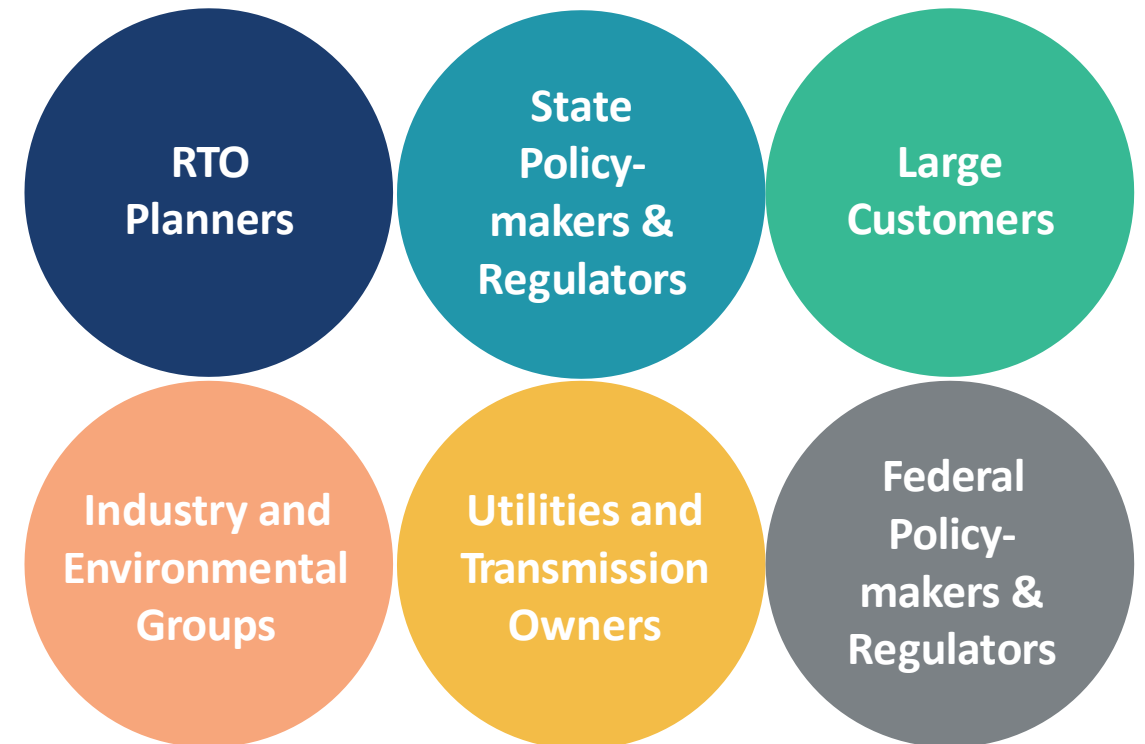 RTO
Planners
State
Policy-
makers &
Regulators
Large
Customers
Industry and
Environmental
Groups
Utilities and
Transmission
Owners
Federal
Policy-
makers &
Regulators